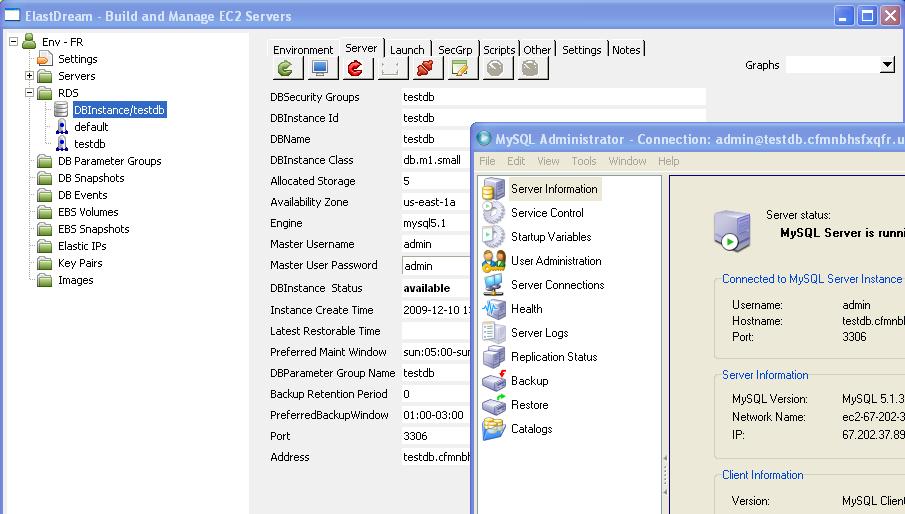 ElastDream - Build and Manage EC2 Servers
Env - FR
Settings
Servers
RDS
DBInstance/testdb
default
testdb
DB Parameter Groups
DB Snapshots
DB Events
EBS Volumes
EBS Snapshots
Elastic IPs
Key Pairs
Images
Environment Server Launch SecGrp Scripts Other Settings Notes
Graphs
DBSecurity Groups testdb
DBInstance Id testdb
DBName testdb
DBInstance Class db.m1.small
Allocated Storage 5
Availability Zone us-east-1a
Engine mysql5.1
Master Username admin
Master User Password admin
DBInstance Status available
Instance Create Time 2009-12-10 1
Latest Restorable Time
Preferred Maint Window sun:05:00-sun
DBParameter Group Name testdb
Backup Retention Period 0
PreferredBackupWindow 01:00-03:00
Port 3306
Address testdb.cfmnbh
MySQL Administrator - Connection: admin@testdb.cfmnbhsfxqfr.u
File Edit View Tools Window Help
Server Information
Service Control
Startup Variables
User Administration
Server Connections
Health
Server Logs
Replication Status
Backup
Restore
Catalogs
Server status:
MySQL Server is runni
Connected to MySQL Server Instance
Username: admin
Hostname: testdb.cfmnb
Port: 3306
Server Information
MySQL Version: MySQL 5.1.3
Network Name: ec2-67-202-3
IP: 67.202.37.89
Client Information
Version: MySQL Client